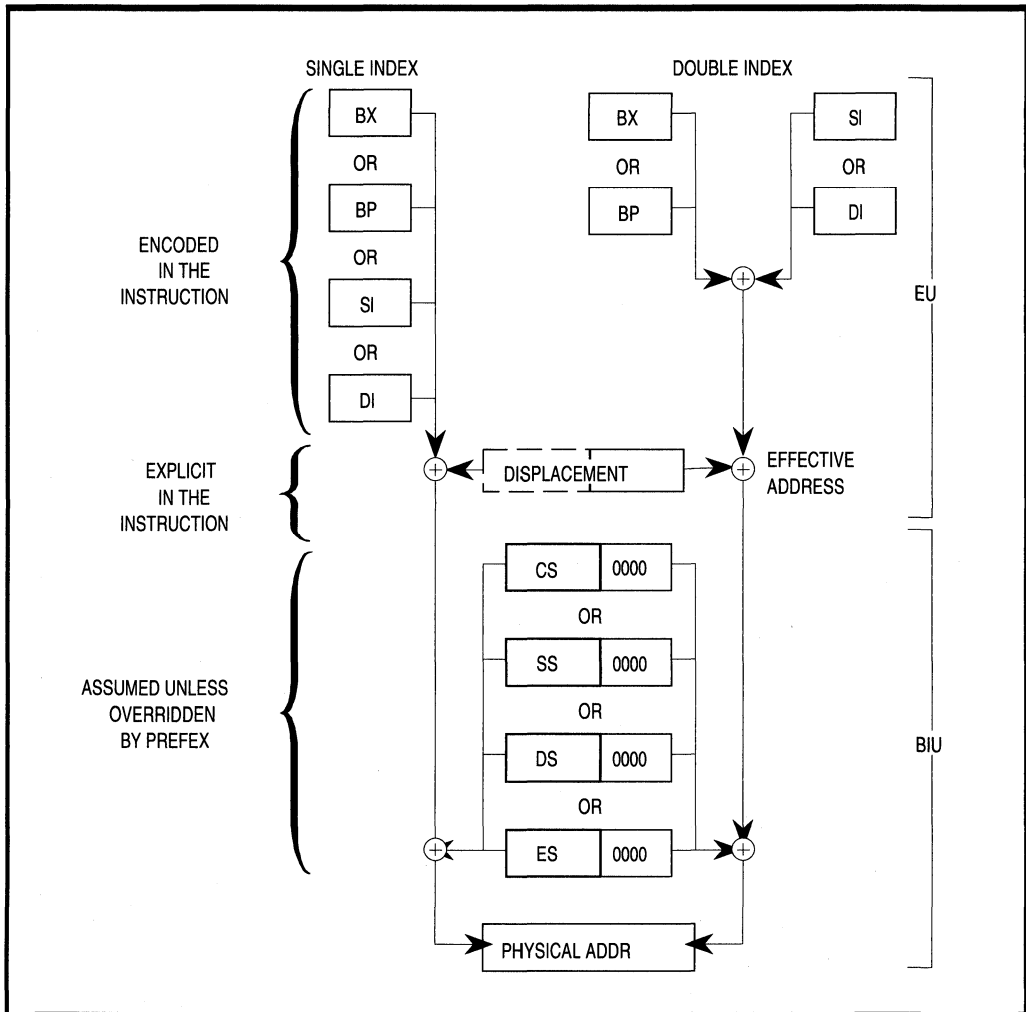 SINGLE INDEX
DOUBLE INDEX
BX
OR
BP
OR
SI
OR
DI
BX
OR
BP
SI
OR
DI
ENCODED
IN THE
INSTRUCTION
EU
EXPLICIT
IN THE
INSTRUCTION
DISPLACEMENT
EFFECTIVE
ADDRESS
CS 0000
OR
SS 0000
OR
DS 0000
OR
ES 0000
ASSUMED UNLESS
OVERRIDDEN
BY PREFEX
BIU
PHYSICAL ADDR